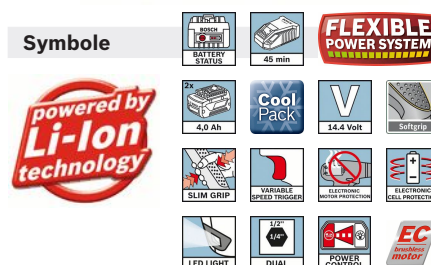 Symbole
BOSCH
BATTERY
STATUS
45 min
FLEXIBLE
POWER SYSTEM
powered by
Li-Ion
technology
2x
4,0 Ah
Cool
Pack
V
14.4 Volt
Softgrip
SLIM GRIP
VARIABLE
SPEED TRIGGER
ELECTRONIC
MOTOR PROTECTION
ELECTRONIC
CELL PROTECTION
LED LIGHT
1/2"
1/4"
DUAL
POWER
CONTROL
EC
brushless
motor